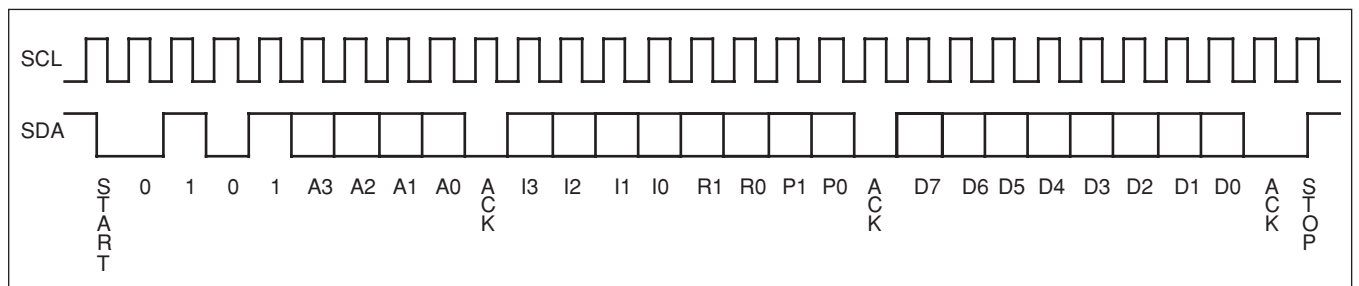 SCL
SDA
START 0 1 0 1 A3 A2 A1 A0 ACK I3 I2 I1 I0 R1 R0 P1 P0 ACK D7 D6 D5 D4 D3 D2 D1 D0 ACK STOP